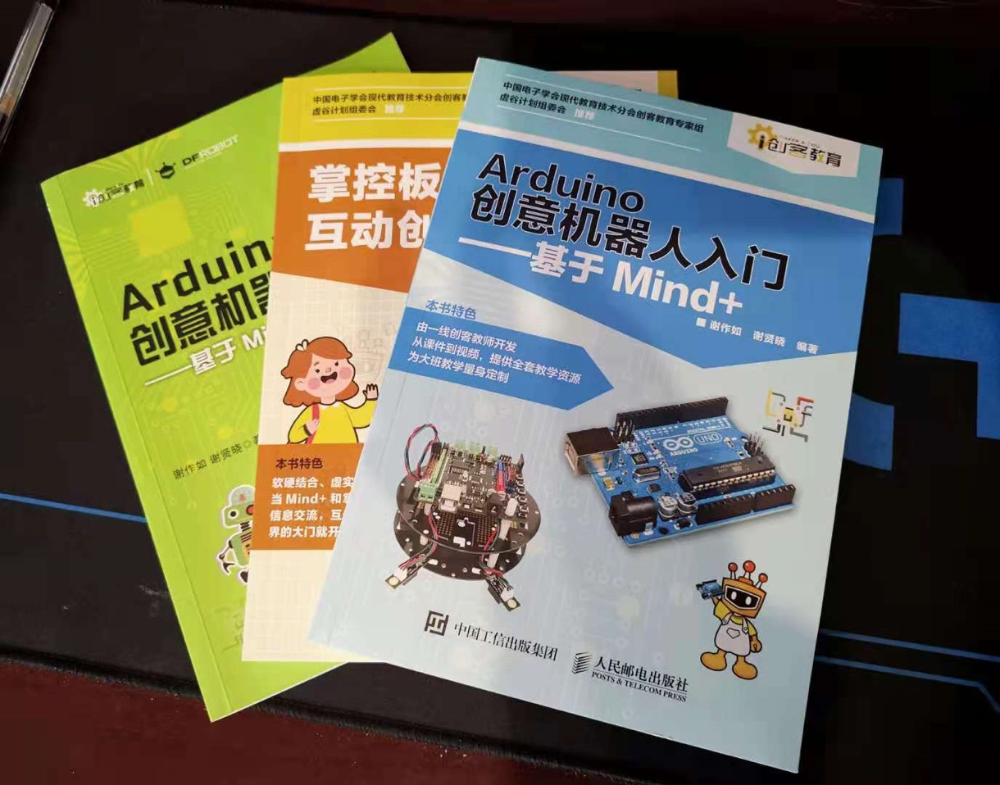 创客教育
DFROBOT
Arduin
创意机器
——基于 Mi
谢作如 谢贤晓
中国电子学会现代教育技术分会创客教
虚谷计划组委会 推荐
掌控板
互动创
本书特色
软硬结合、虚实
当 Mind+ 和掌
信息交流，互
界的大门就开
中国电子学会现代教育技术分会创客教育专家组
虚谷计划组委会 推荐
i创客教育
Arduino
创意机器人入门
——基于 Mind+
■ 谢作如 谢贤晓 编著
本书特色
由一线创客教师开发
从课件到视频，提供全套教学资源
为大班教学量身定制
UNO
ARDUINO
中国工信出版集团
人民邮电出版社
POSTS & TELECOM PRESS